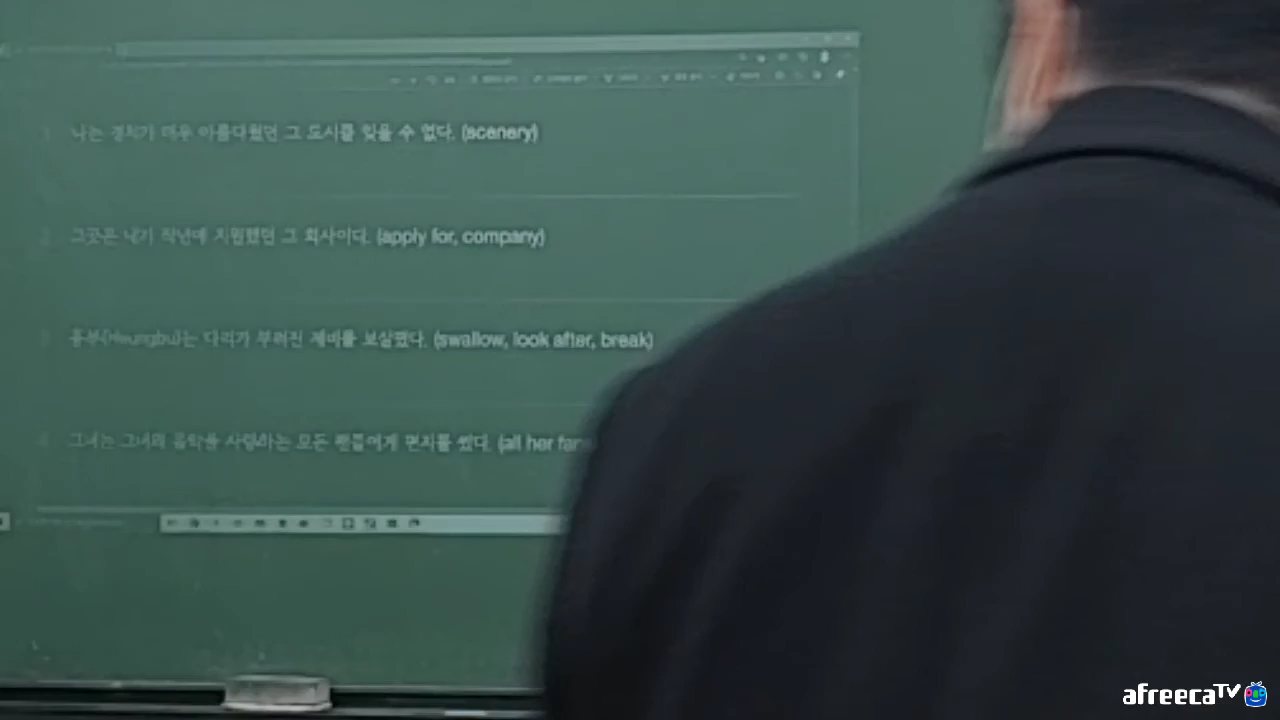 1 나는 경치가 매우 아름다웠던 그 도시를 잊을 수 없다. (scenery)
2 그곳은 내가 작년에 지원했던 그 회사이다. (apply for, company)
3 흥부(Heungbu)는 다리가 부러진 제비를 보살폈다. (swallow, look after, break)
4 그녀는 그녀의 음악을 사랑하는 모든 팬들에게 편지를 썼다. (all her fans
afreecaTV